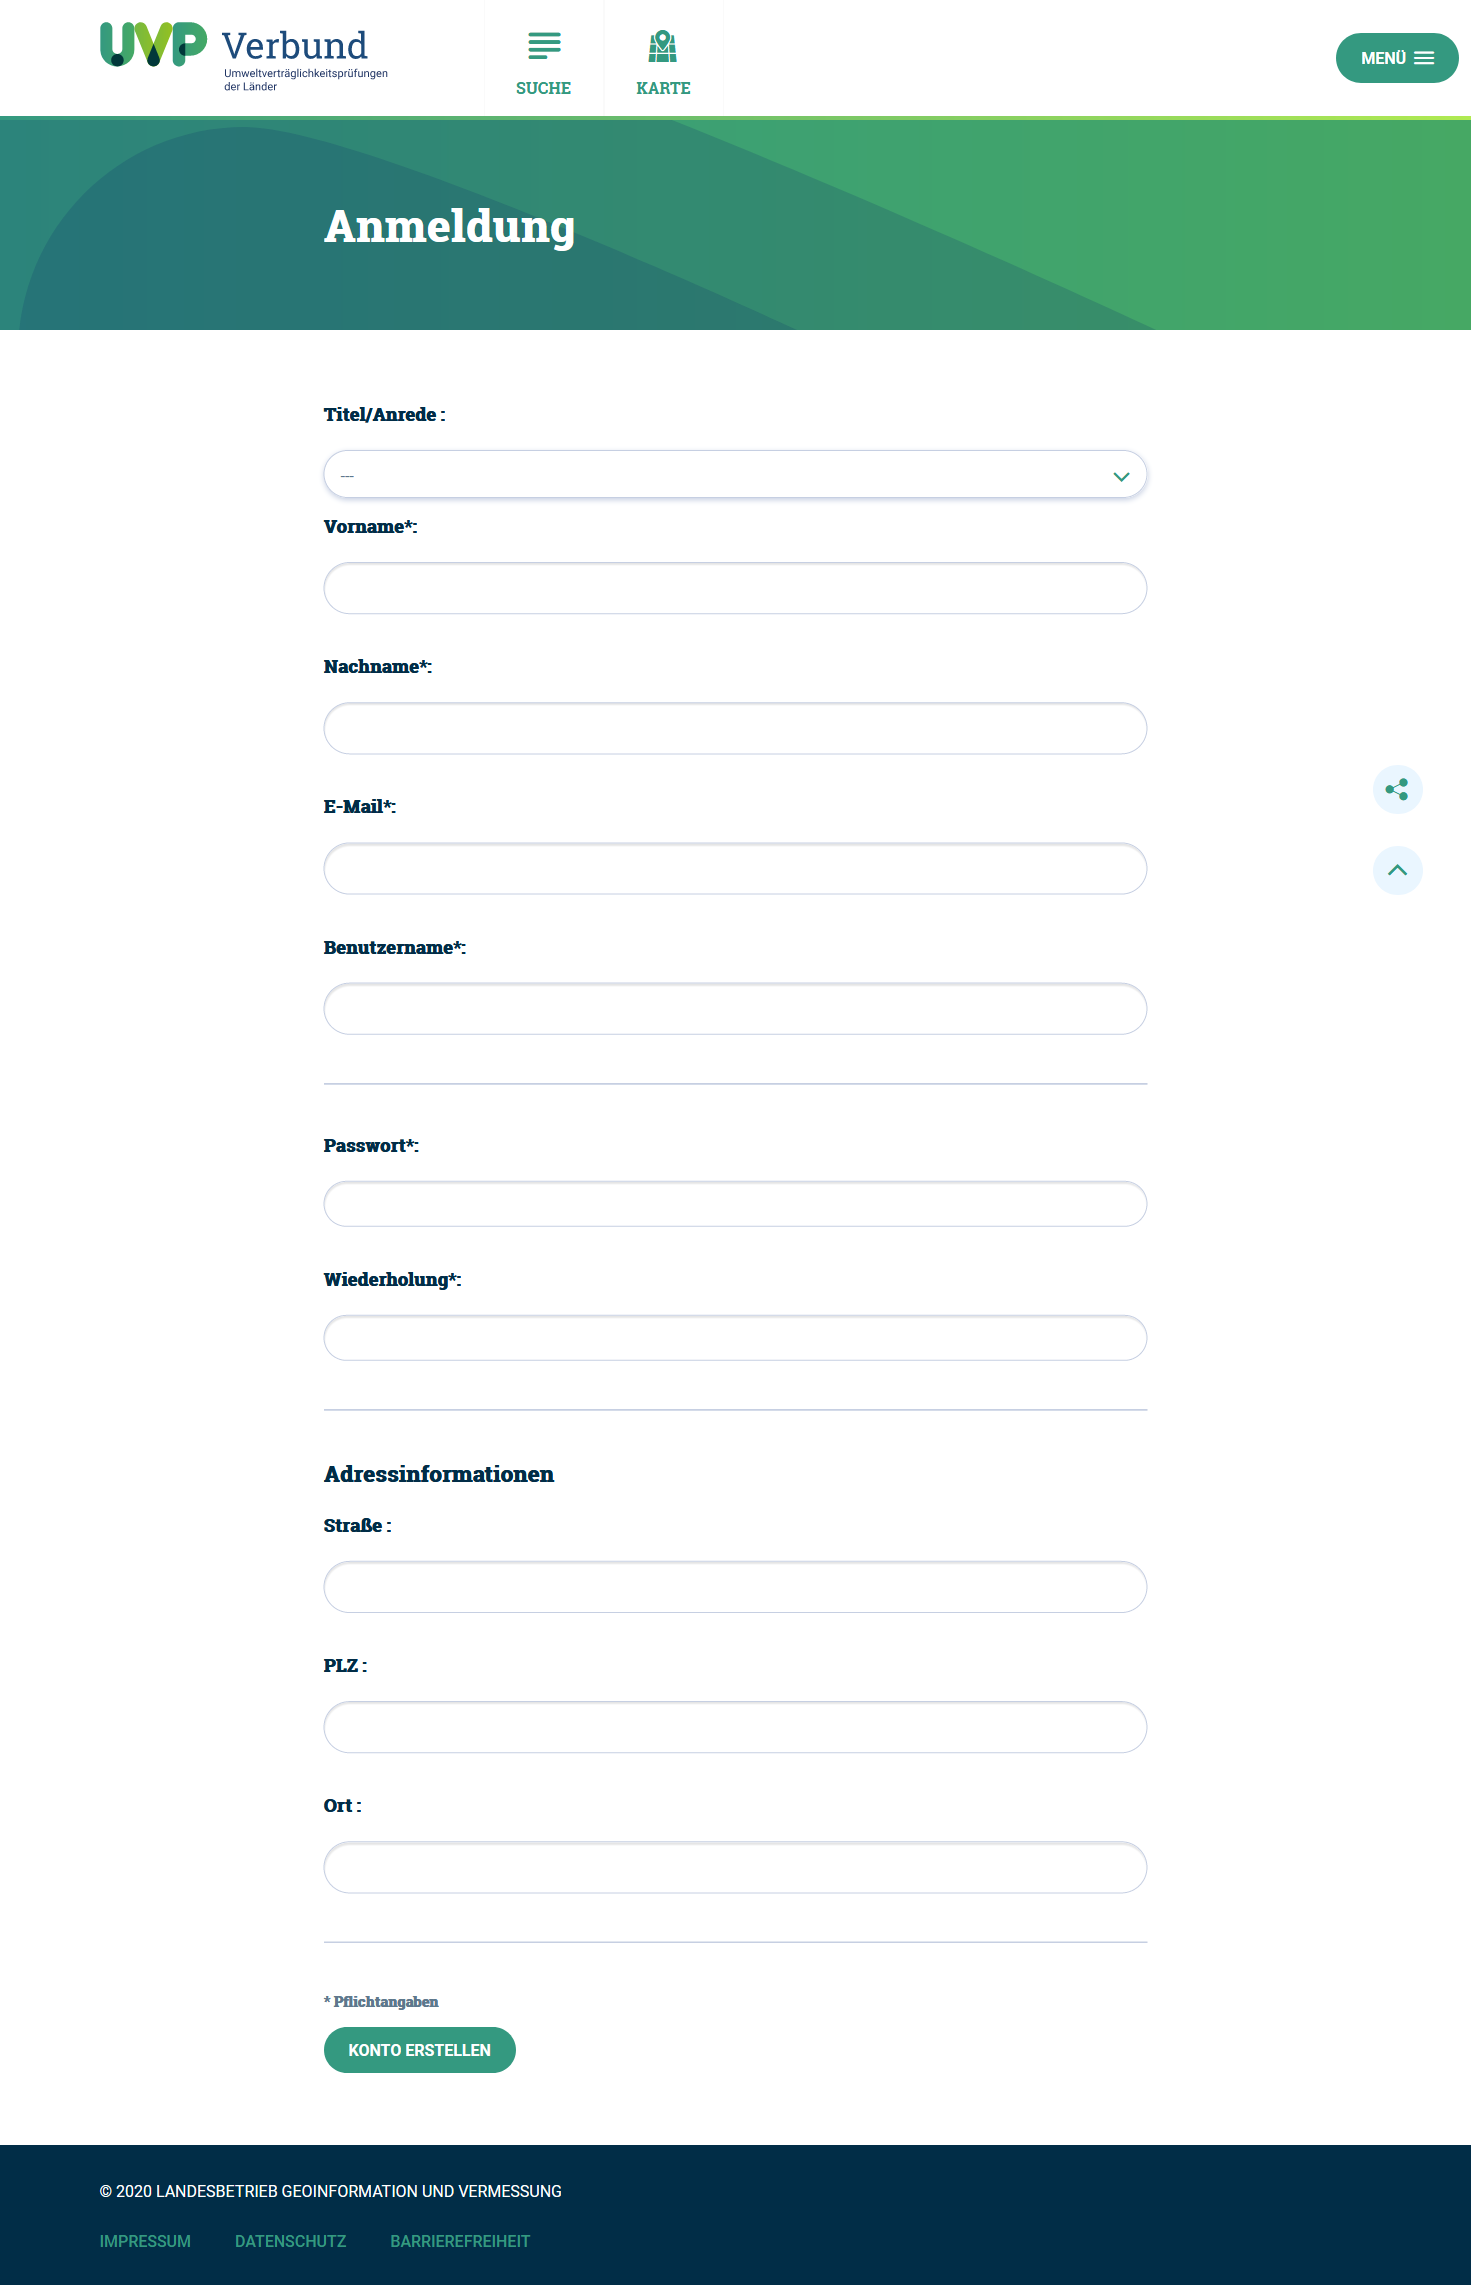 UVP Verbund
Umweltverträglichkeitsprüfungen
der Länder
SUCHE
KARTE
MENÜ
Anmeldung
Titel/Anrede :
---
Vorname*:
Nachname*:
E-Mail*:
Benutzername*:
Passwort*:
Wiederholung*:
Adressinformationen
Straße :
PLZ :
Ort :
* Pflichtangaben
KONTO ERSTELLEN
© 2020 LANDESBETRIEB GEOINFORMATION UND VERMESSUNG
IMPRESSUM DATENSCHUTZ BARRIEREFREIHEIT